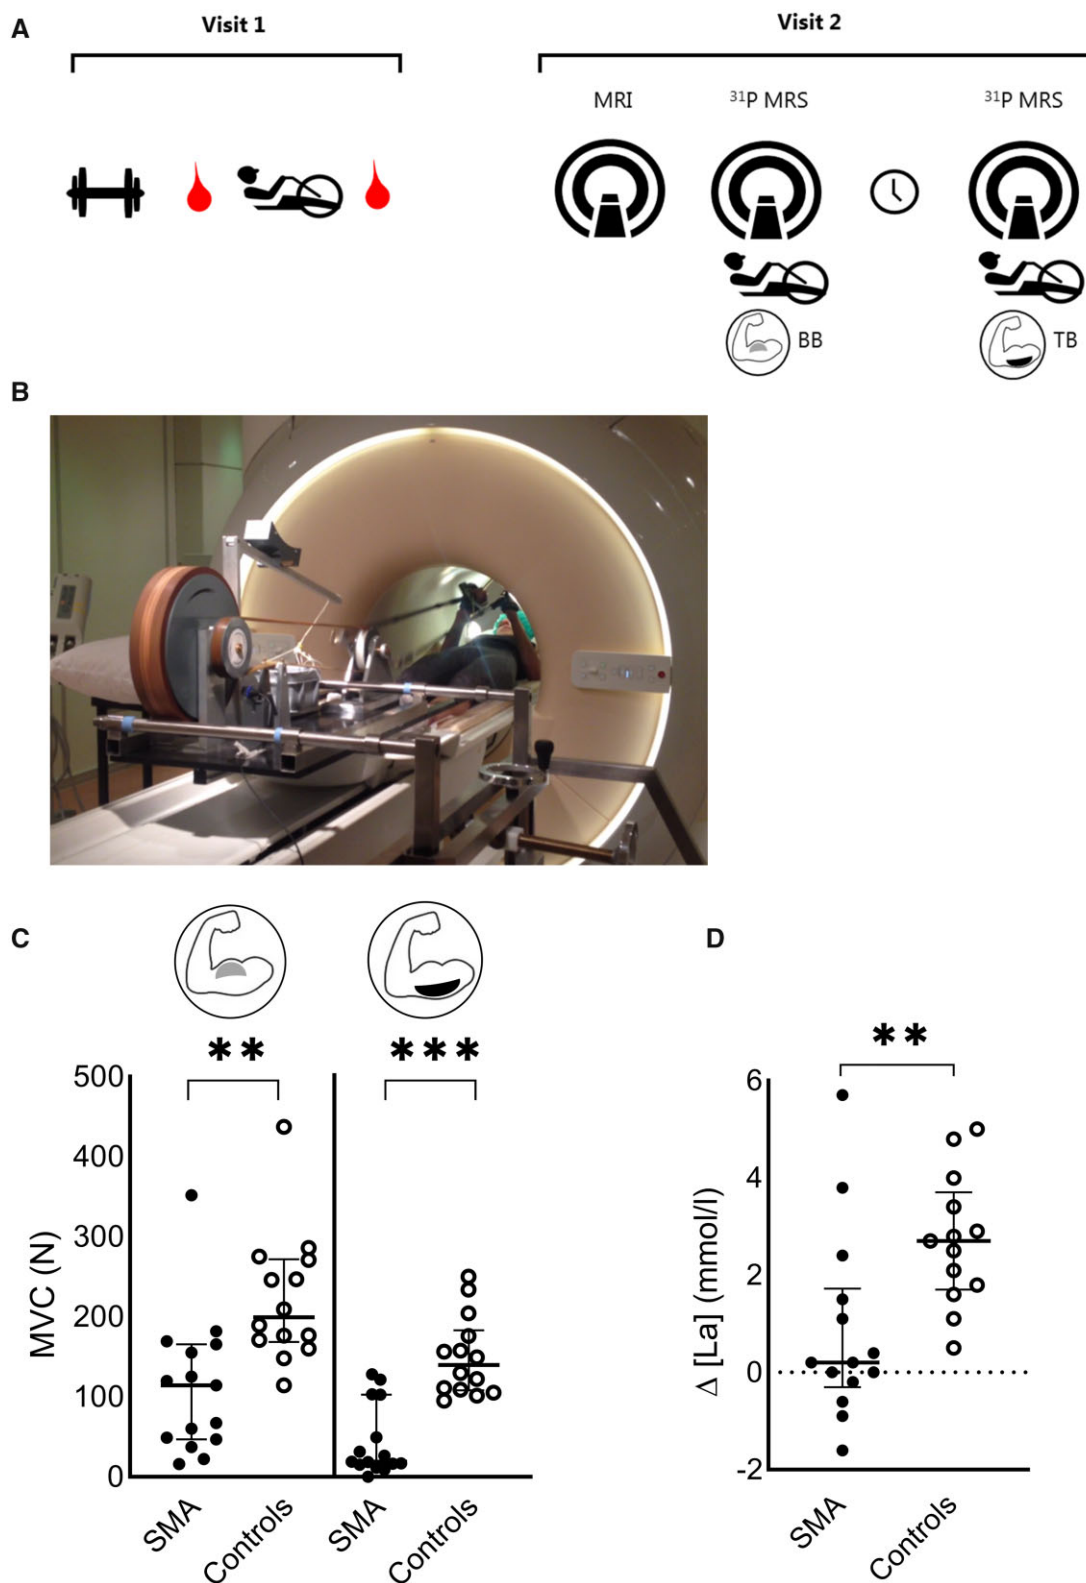 A
Visit 1
Visit 2
MRI
³¹P MRS
³¹P MRS
BB
TB
B
C
D
** 
***
**
MVC (N)
500
400
300
200
100
0
SMA
Controls
SMA
Controls
Δ [La] (mmol/l)
6
4
2
0
-2
SMA
Controls